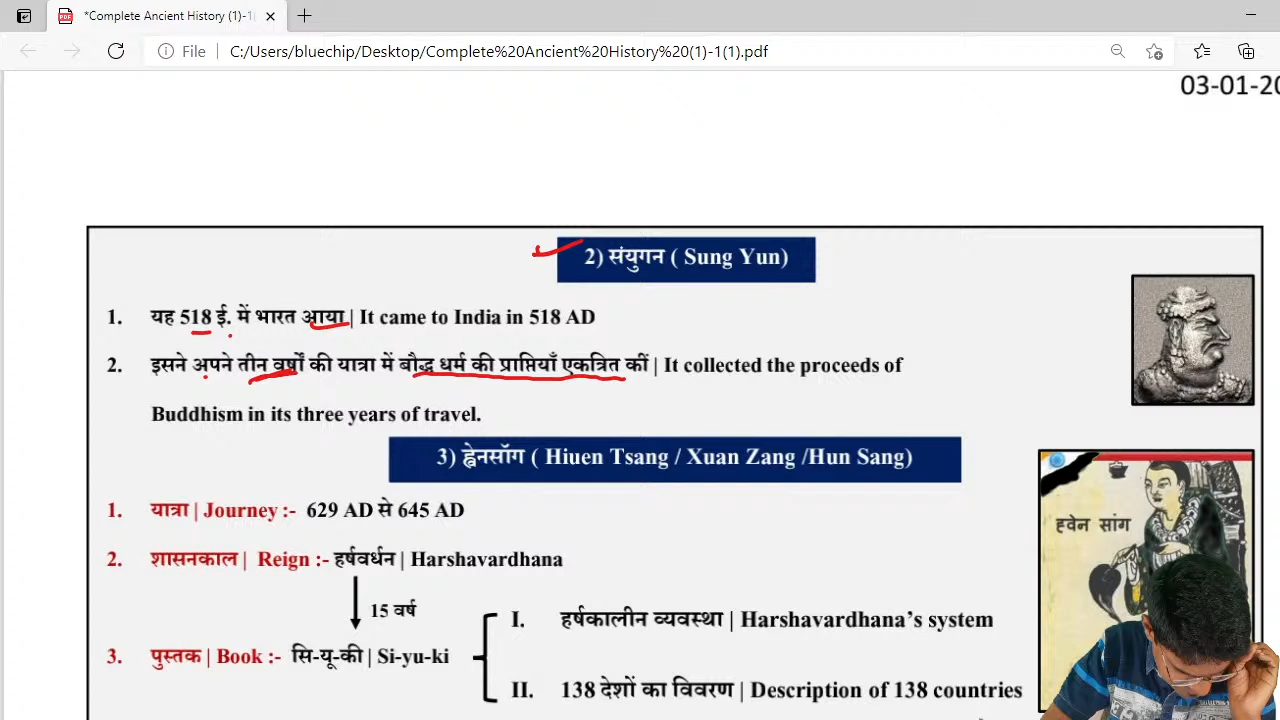 *Complete Ancient History (1)-1(
File C:/Users/bluechip/Desktop/Complete%20Ancient%20History%20(1)-1(1).pdf
03-01-20
2) संयुगन ( Sung Yun)
1. यह 518 ई. में भारत आया | It came to India in 518 AD
2. इसने अपने तीन वर्षों की यात्रा में बौद्ध धर्म की प्राप्तियाँ एकत्रित कीं | It collected the proceeds of
Buddhism in its three years of travel.
3) ह्वेनसॉग ( Hiuen Tsang / Xuan Zang /Hun Sang)
1. यात्रा | Journey :- 629 AD से 645 AD
हवेन सांग
2. शासनकाल | Reign :- हर्षवर्धन | Harshavardhana
15 वर्ष
I. हर्षकालीन व्यवस्था | Harshavardhana's system
3. पुस्तक | Book :- सि-यू-की | Si-yu-ki
II. 138 देशों का विवरण | Description of 138 countries